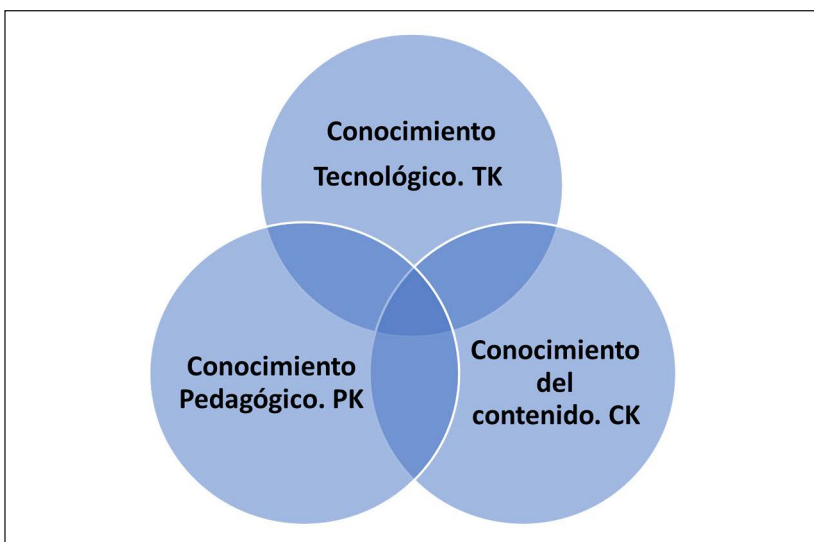 Conocimiento
Tecnológico. TK
Conocimiento
Pedagógico. PK
Conocimiento
del
contenido. CK